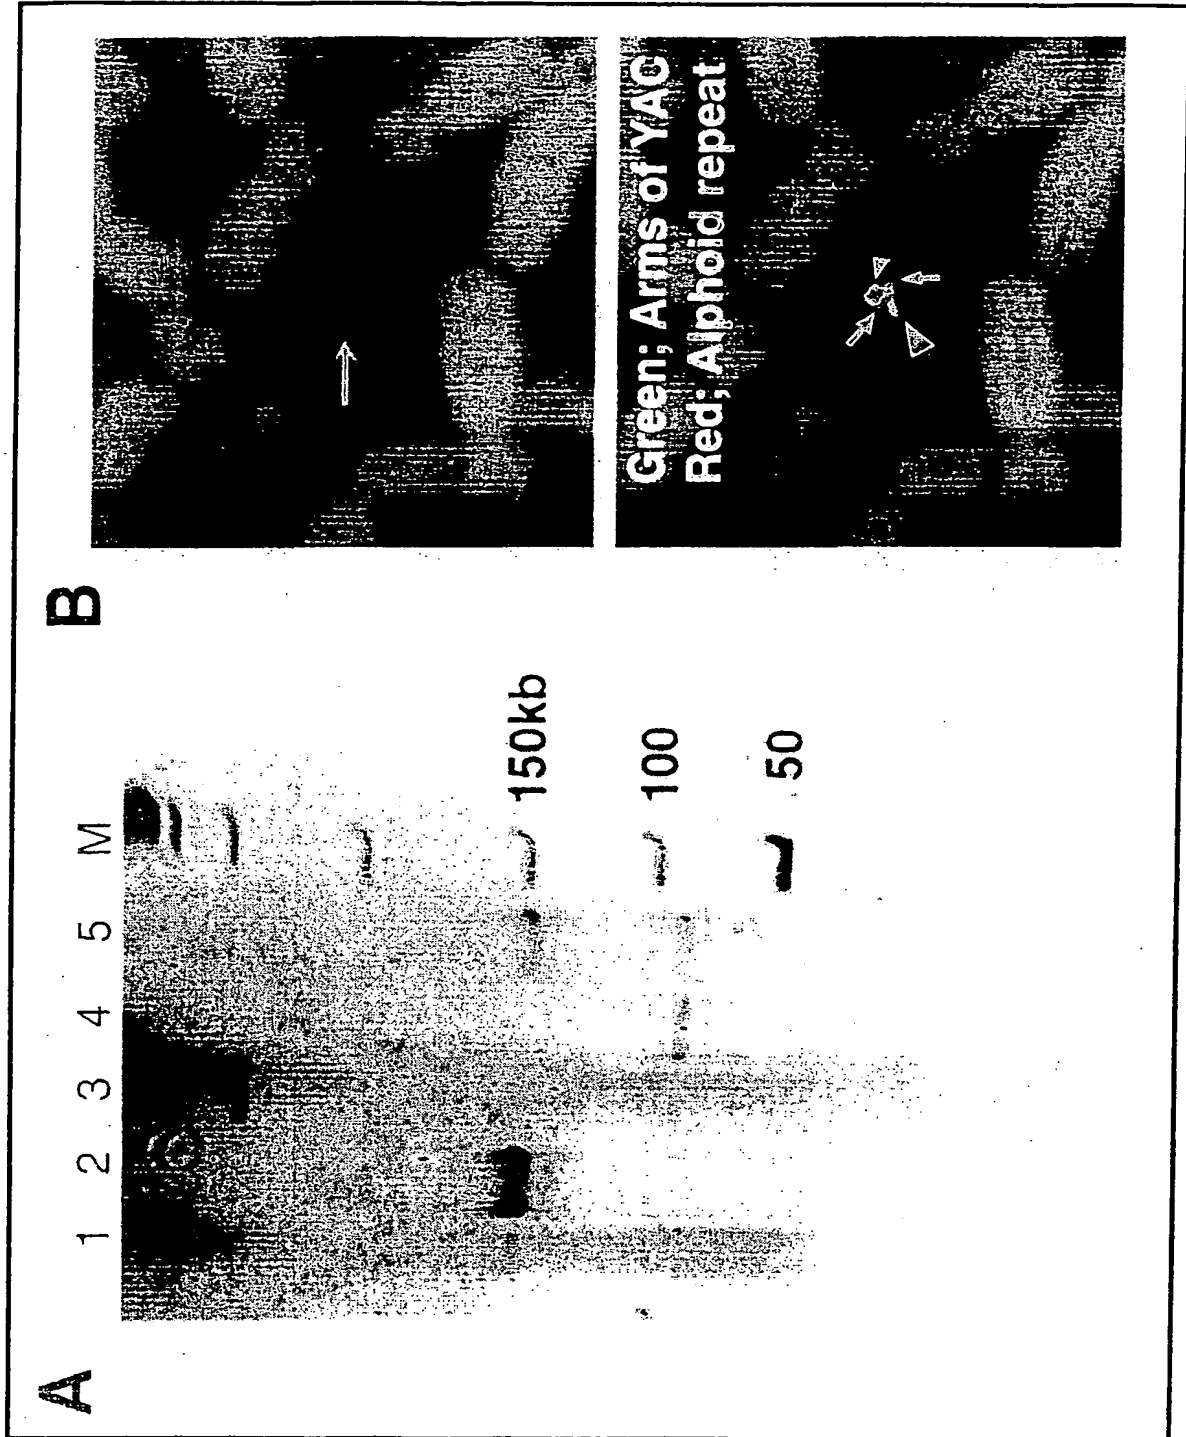 A
1 2 3 4 5 M
150kb
100
50
B
Green; Arms of YAC
Red; Alphoid repeat